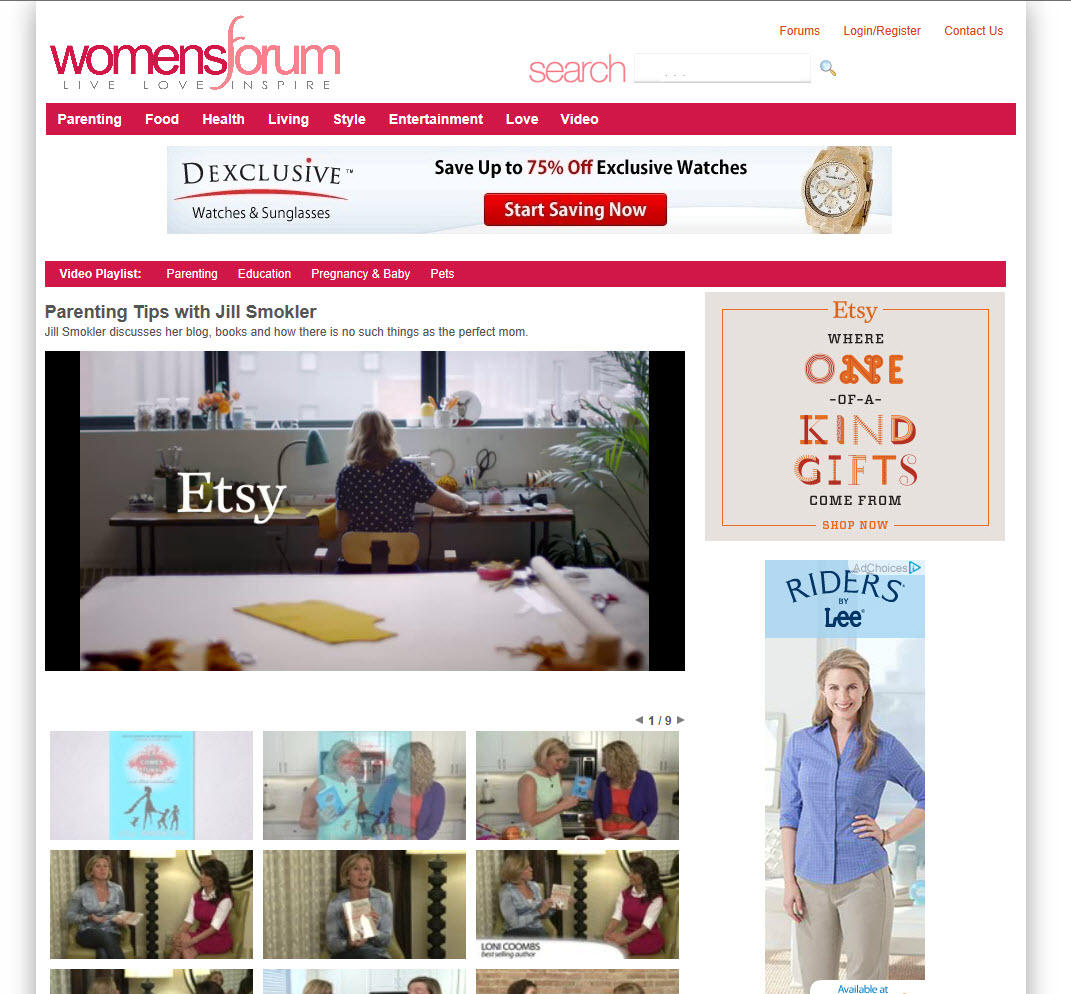 Forums Login/Register Contact Us
womensforum
LIVE LOVE INSPIRE
search ...
Parenting Food Health Living Style Entertainment Love Video
DEXCLUSIVE™
Watches & Sunglasses
Save Up to 75% Off Exclusive Watches
Start Saving Now
Video Playlist: Parenting Education Pregnancy & Baby Pets
Parenting Tips with Jill Smokler
Jill Smokler discusses her blog, books and how there is no such things as the perfect mom.
Etsy
Etsy
WHERE
ONE
-OF-A-
KIND
GIFTS
COME FROM
SHOP NOW
AdChoices
RIDERS
BY
Lee®
Available at
1 / 9
LONI COOMBS
best selling author